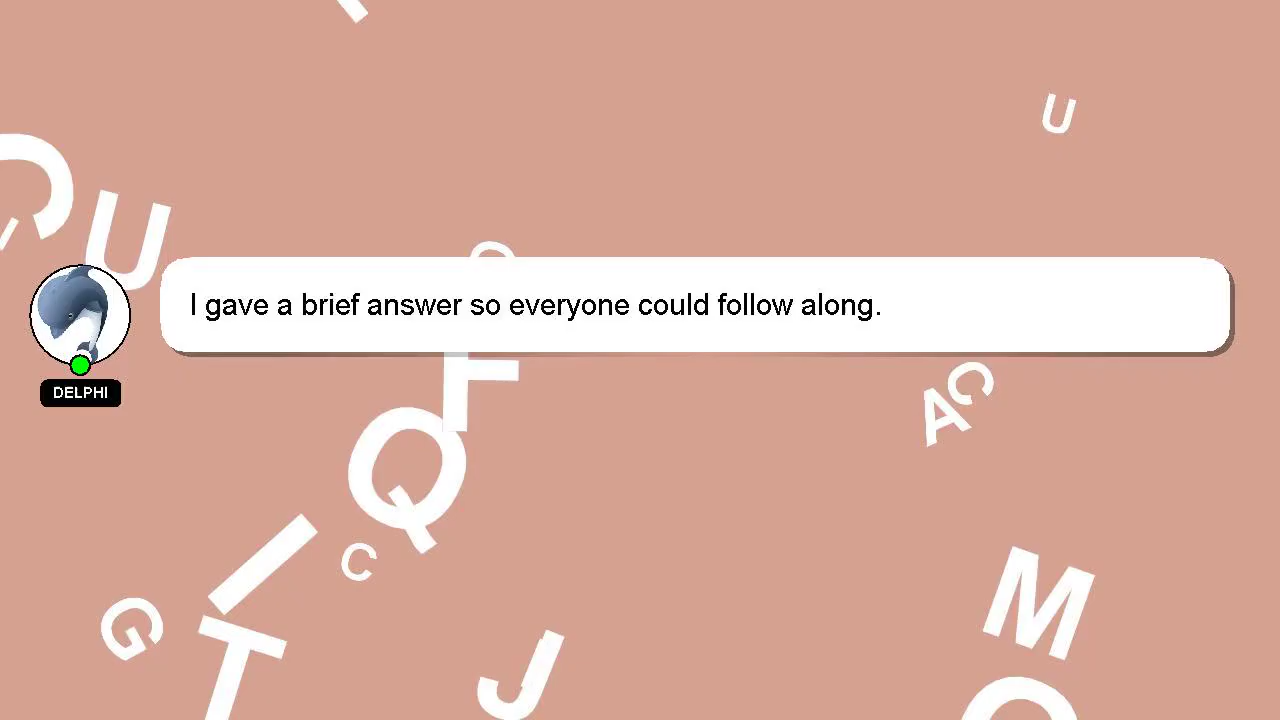 U
C
U
I gave a brief answer so everyone could follow along.
DELPHI
C
A
Q
C
I
G
T
J
M